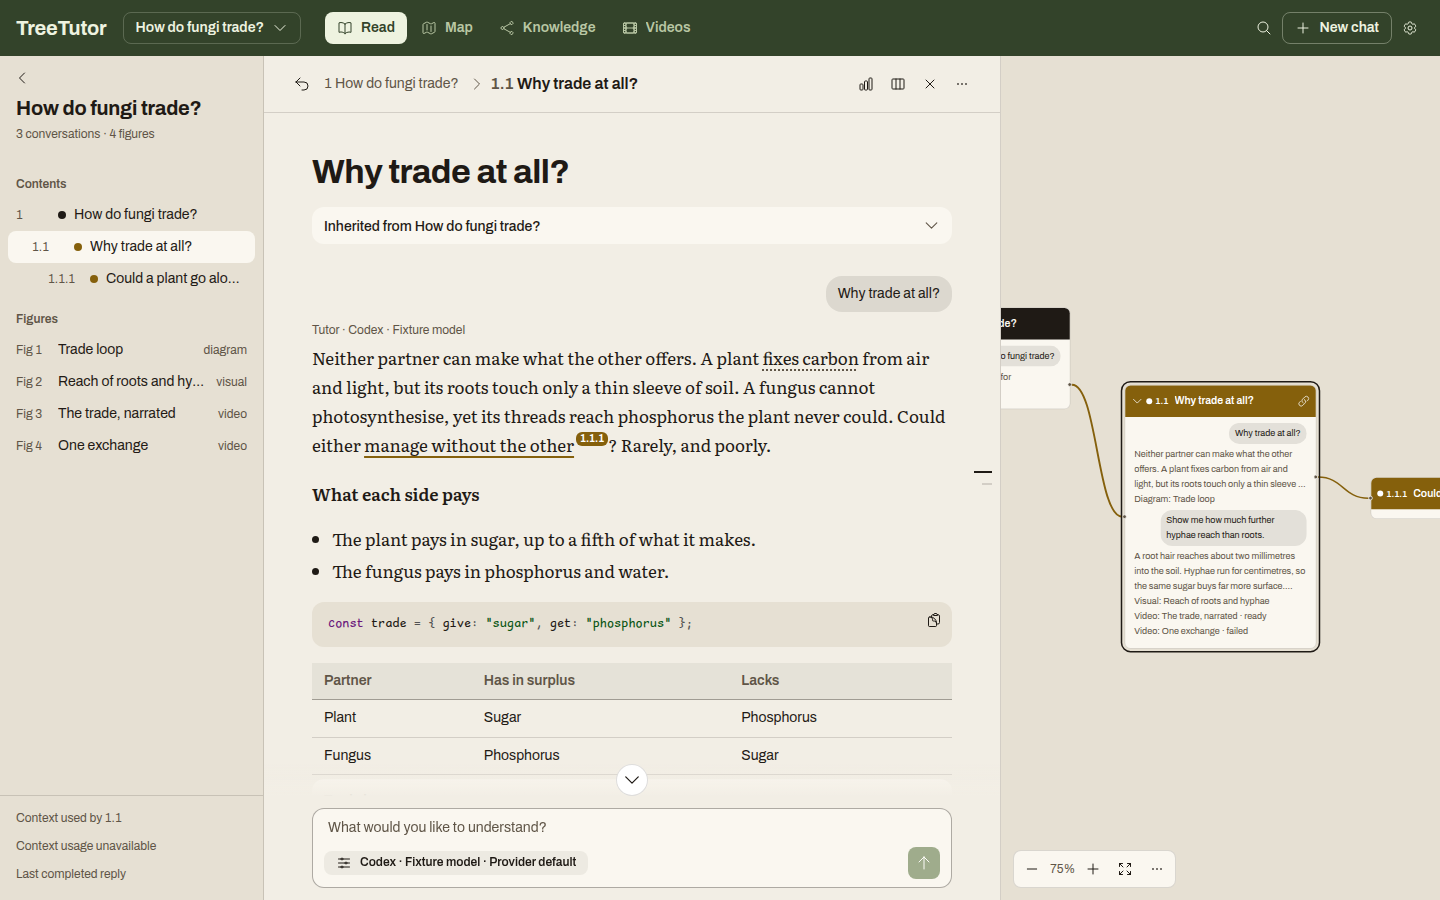 TreeTutor
How do fungi trade?
Read
Map
Knowledge
Videos
New chat
How do fungi trade?
3 conversations · 4 figures
Contents
1 How do fungi trade?
1.1 Why trade at all?
1.1.1 Could a plant go alo...
Figures
Fig 1 Trade loop diagram
Fig 2 Reach of roots and hy... visual
Fig 3 The trade, narrated video
Fig 4 One exchange video
Context used by 1.1
Context usage unavailable
Last completed reply
1 How do fungi trade? 1.1 Why trade at all?
Why trade at all?
Inherited from How do fungi trade?
Why trade at all?
Tutor · Codex · Fixture model
Neither partner can make what the other offers. A plant fixes carbon from air
and light, but its roots touch only a thin sleeve of soil. A fungus cannot
photosynthesise, yet its threads reach phosphorus the plant never could. Could
either manage without the other 1.1.1 ? Rarely, and poorly.
What each side pays
• The plant pays in sugar, up to a fifth of what it makes.
• The fungus pays in phosphorus and water.
const trade = { give: "sugar", get: "phosphorus" };
Partner Has in surplus Lacks
Plant Sugar Phosphorus
Fungus Phosphorus Sugar
What would you like to understand?
Codex · Fixture model · Provider default
de?
o fungi trade?
for
1.1 Why trade at all?
Why trade at all?
Neither partner can make what the other
offers. A plant fixes carbon from air and
light, but its roots touch only a thin sleeve ...
Diagram: Trade loop
Show me how much further
hyphae reach than roots.
A root hair reaches about two millimetres
into the soil. Hyphae run for centimetres, so
the same sugar buys far more surface....
Visual: Reach of roots and hyphae
Video: The trade, narrated · ready
Video: One exchange · failed
1.1.1 Could
75%